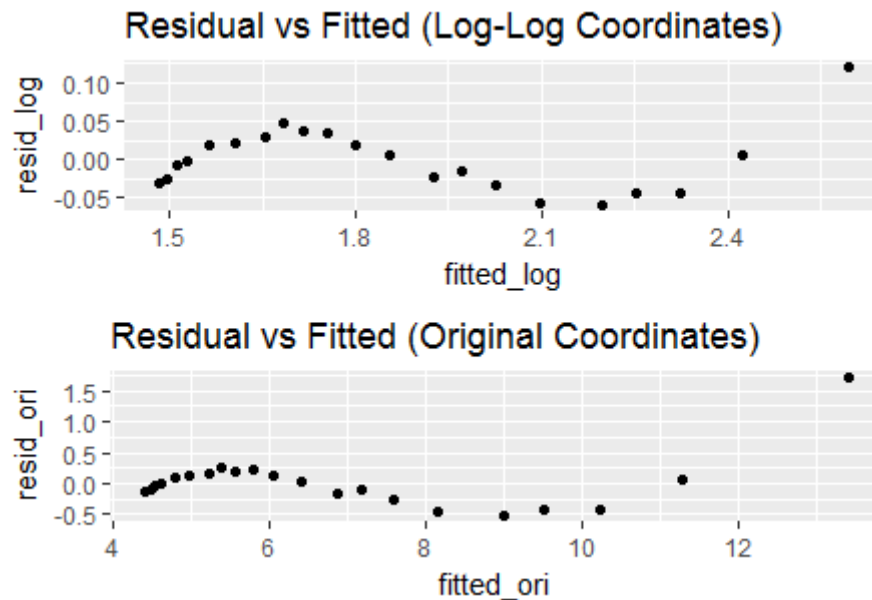 Residual vs Fitted (Log-Log Coordinates)
resid_log
0.10
0.05
0.00
-0.05
1.5 1.8 2.1 2.4
fitted_log
Residual vs Fitted (Original Coordinates)
resid_ori
1.5
1.0
0.5
0.0
-0.5
4 6 8 10 12
fitted_ori